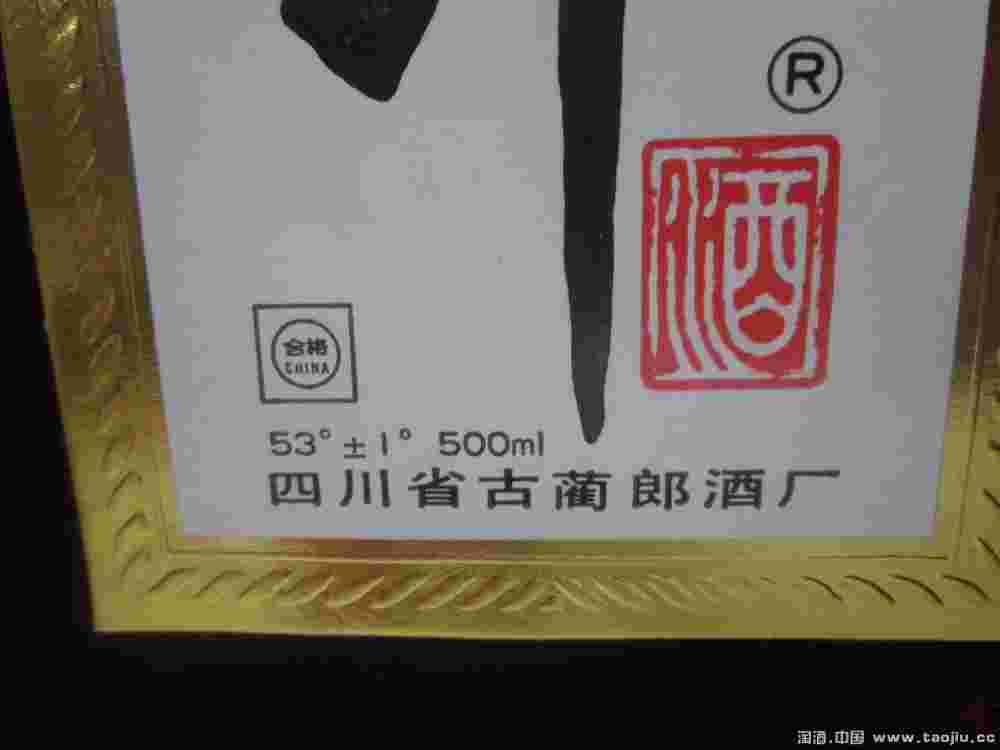 ®
酒
合格
CHINA
53°±1° 500ml
四川省古蔺郎酒厂
淘酒.中国 www.taojiu.cc